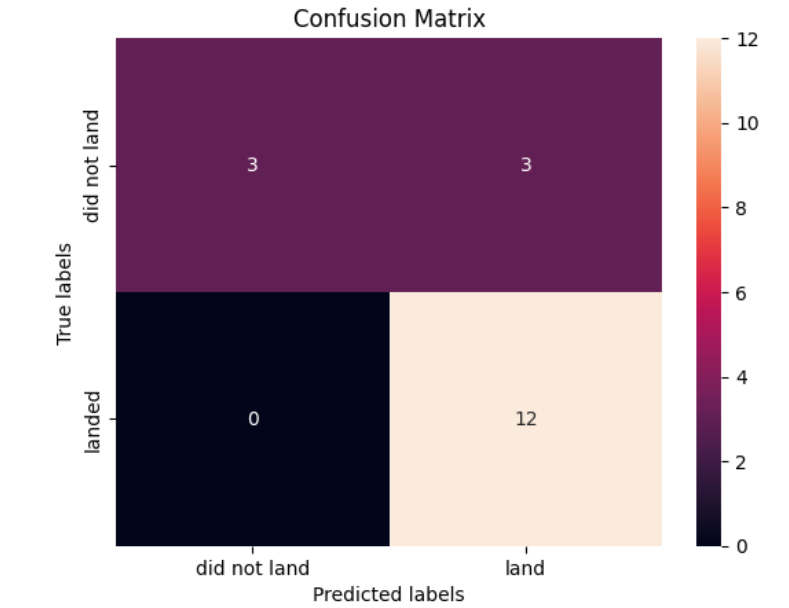 Confusion Matrix
12
10
8
6
4
2
0
True labels
did not land
landed
3
3
0
12
did not land
land
Predicted labels